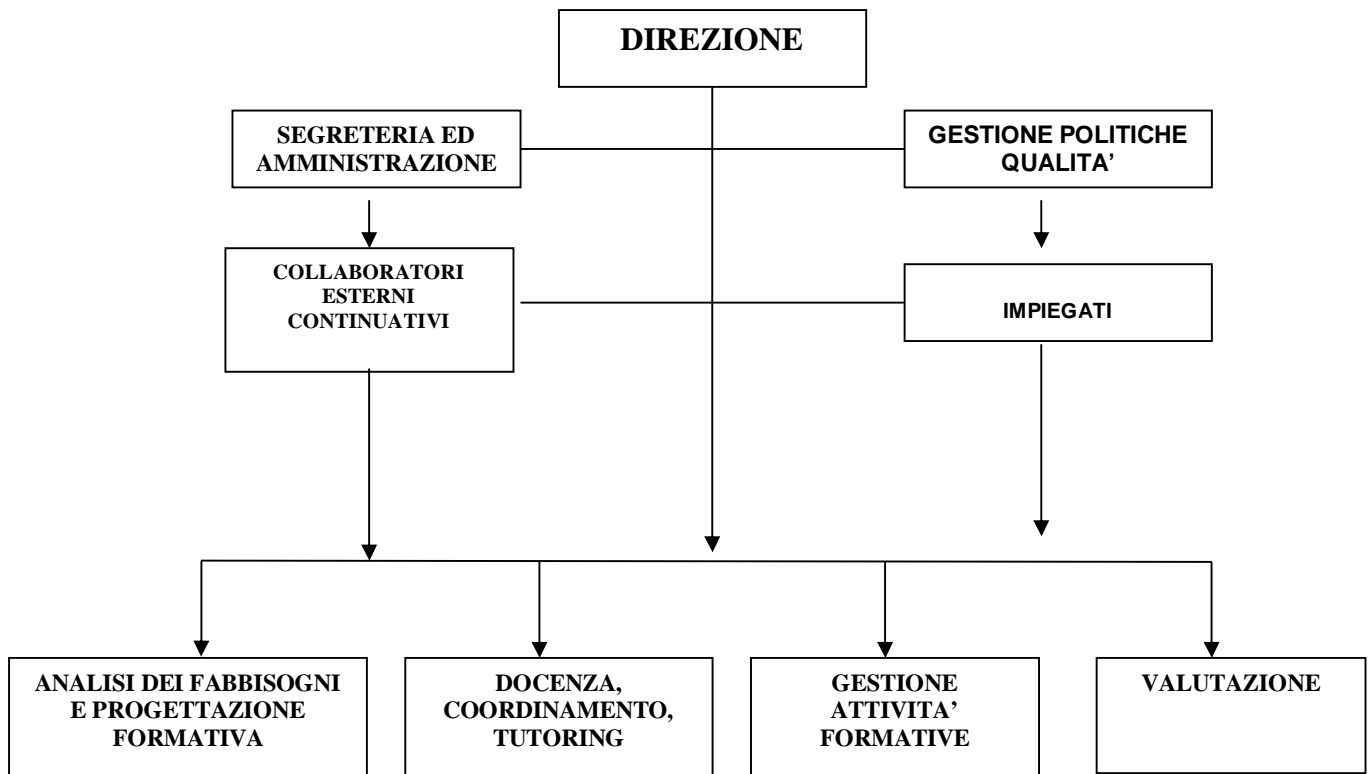 DIREZIONE
SEGRETERIA ED
AMMINISTRAZIONE
GESTIONE POLITICHE
QUALITA’
COLLABORATORI
ESTERNI
CONTINUATIVI
IMPIEGATI
ANALISI DEI FABBISOGNI
E PROGETTAZIONE
FORMATIVA
DOCENZA,
COORDINAMENTO,
TUTORING
GESTIONE
ATTIVITA’
FORMATIVE
VALUTAZIONE